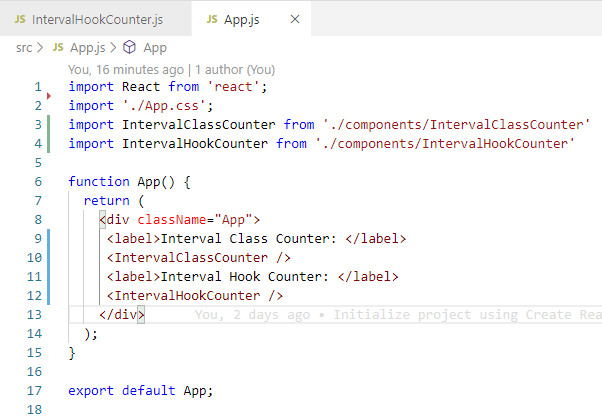 JS IntervalHookCounter.js JS App.js ×
src > JS App.js > App
You, 16 minutes ago | 1 author (You)
1 import React from 'react';
2 import './App.css';
3 import IntervalClassCounter from './components/IntervalClassCounter'
4 import IntervalHookCounter from './components/IntervalHookCounter'
5
6 function App() {
7 return (
8 <div className="App">
9 <label>Interval Class Counter: </label>
10 <IntervalClassCounter />
11 <label>Interval Hook Counter: </label>
12 <IntervalHookCounter />
13 </div> You, 2 days ago • Initialize project using Create Rea
14 );
15 }
16
17 export default App;
18